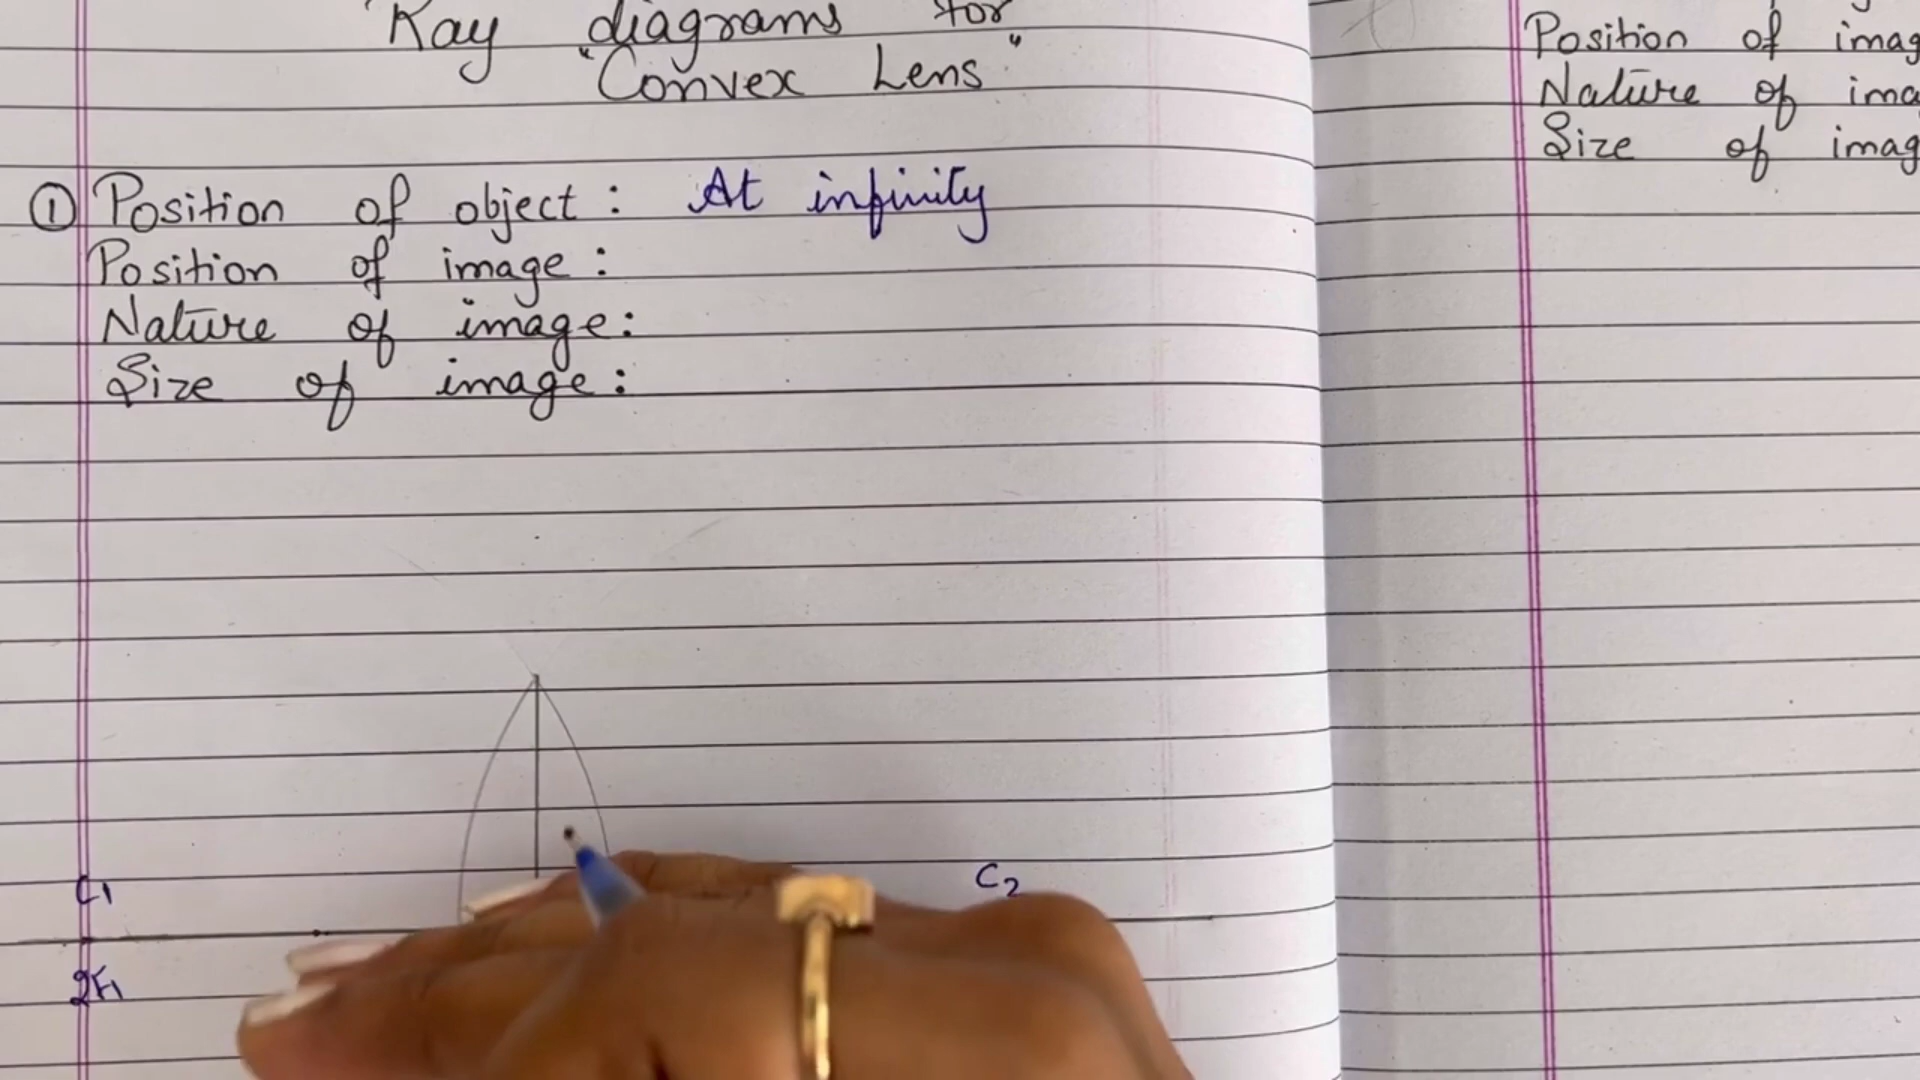 Ray diagrams for
"Convex Lens"
① Position of object : At infinity
Position of image :
Nature of image:
Size of image:
C1
2F1
C2
Position of imag
Nature of ima
Size of imag